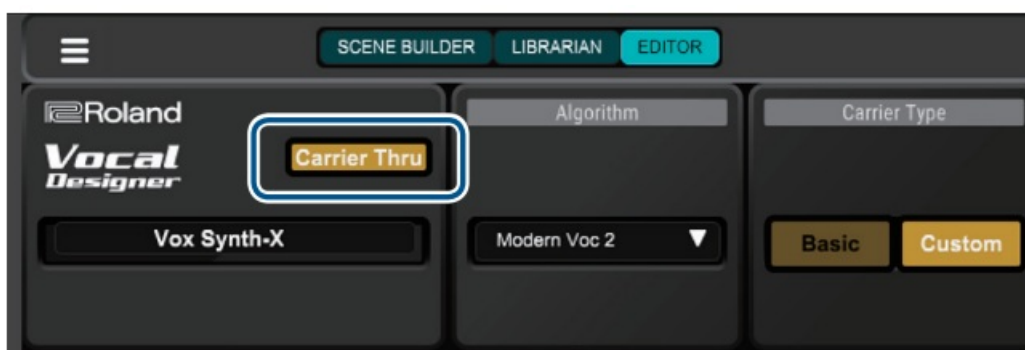 SCENE BUILDER LIBRARIAN EDITOR
Roland
Vocal
Designer
Carrier Thru
Vox Synth-X
Algorithm
Modern Voc 2
Carrier Type
Basic Custom